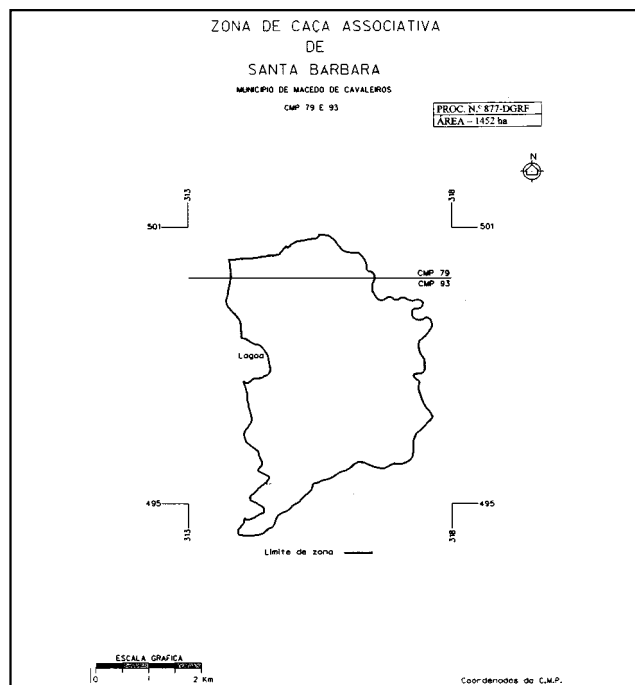 ZONA DE CAÇA ASSOCIATIVA
DE
SANTA BARBARA
MUNICIPIO DE MACEDO DE CAVALEIROS
CMP 79 E 93
PROC. N.º 877-DGRF
ÁREA – 1452 ha
N
313
318
501
501
CMP 79
CMP 93
Lagoa
495
495
313
318
Limite de zona
ESCALA GRAFICA
0 1 2 Km
Coordenadas da C.M.P.